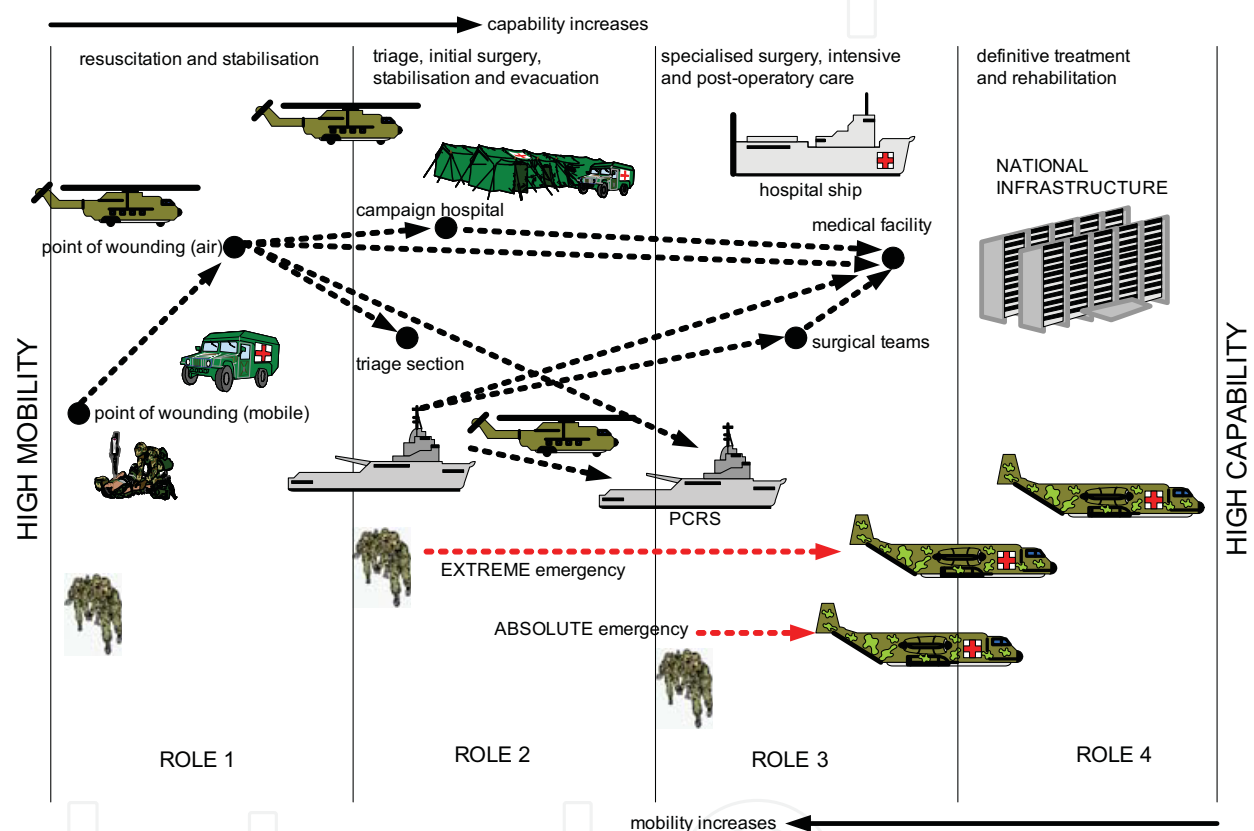 capability increases
resuscitation and stabilisation
triage, initial surgery,
stabilisation and evacuation
specialised surgery, intensive
and post-operatory care
definitive treatment
and rehabilitation
hospital ship
NATIONAL
INFRASTRUCTURE
campaign hospital
medical facility
point of wounding (air)
triage section
surgical teams
point of wounding (mobile)
HIGH MOBILITY
HIGH CAPABILITY
PCRS
EXTREME emergency
ABSOLUTE emergency
ROLE 1
ROLE 2
ROLE 3
ROLE 4
mobility increases